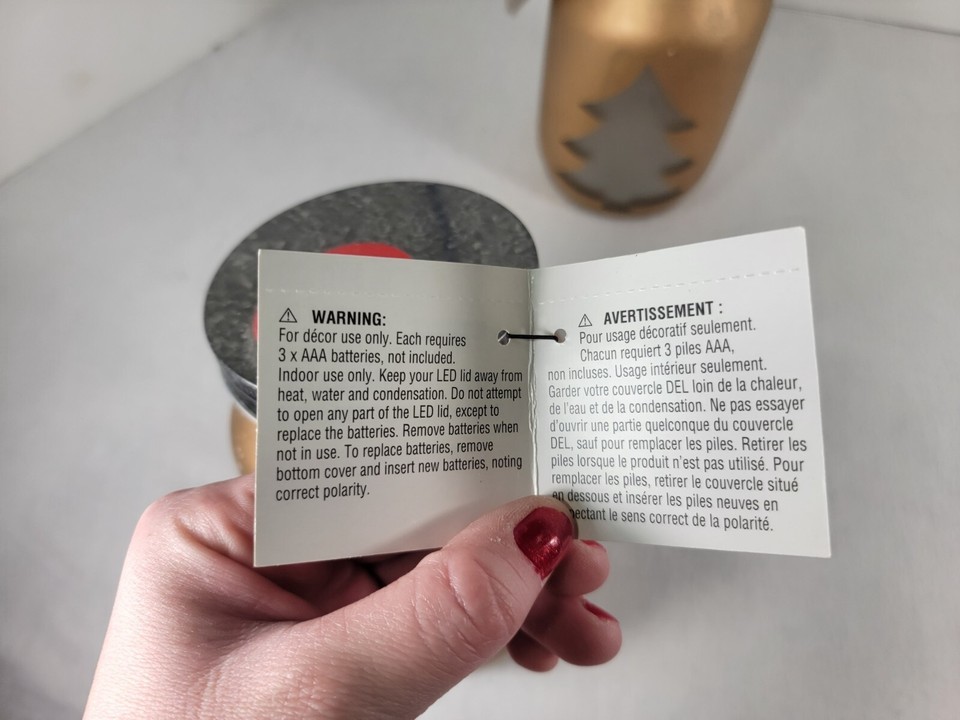 WARNING:
For décor use only. Each requires
3 x AAA batteries, not included.
Indoor use only. Keep your LED lid away from
heat, water and condensation. Do not attempt
to open any part of the LED lid, except to
replace the batteries. Remove batteries when
not in use. To replace batteries, remove
bottom cover and insert new batteries, noting
correct polarity.
AVERTISSEMENT :
Pour usage décoratif seulement.
Chacun requiert 3 piles AAA,
non incluses. Usage intérieur seulement.
Garder votre couvercle DEL loin de la chaleur,
de l'eau et de la condensation. Ne pas essayer
d'ouvrir une partie quelconque du couvercle
DEL, sauf pour remplacer les piles. Retirer les
piles lorsque le produit n'est pas utilisé. Pour
remplacer les piles, retirer le couvercle situé
en dessous et insérer les piles neuves en
le sens correct de la polarité.